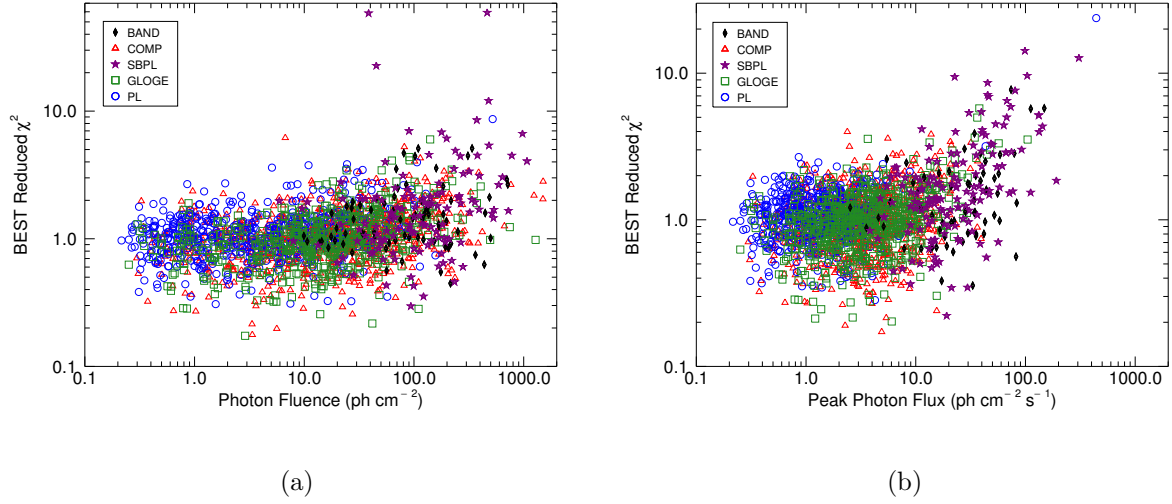 BAND
COMP
SBPL
GLOGE
PL
BEST Reduced χ²
10.0
1.0
0.1
0.1 1.0 10.0 100.0 1000.0
Photon Fluence (ph cm⁻²)
(a)
BAND
COMP
SBPL
GLOGE
PL
BEST Reduced χ²
10.0
1.0
0.1
0.1 1.0 10.0 100.0 1000.0
Peak Photon Flux (ph cm⁻² s⁻¹)
(b)